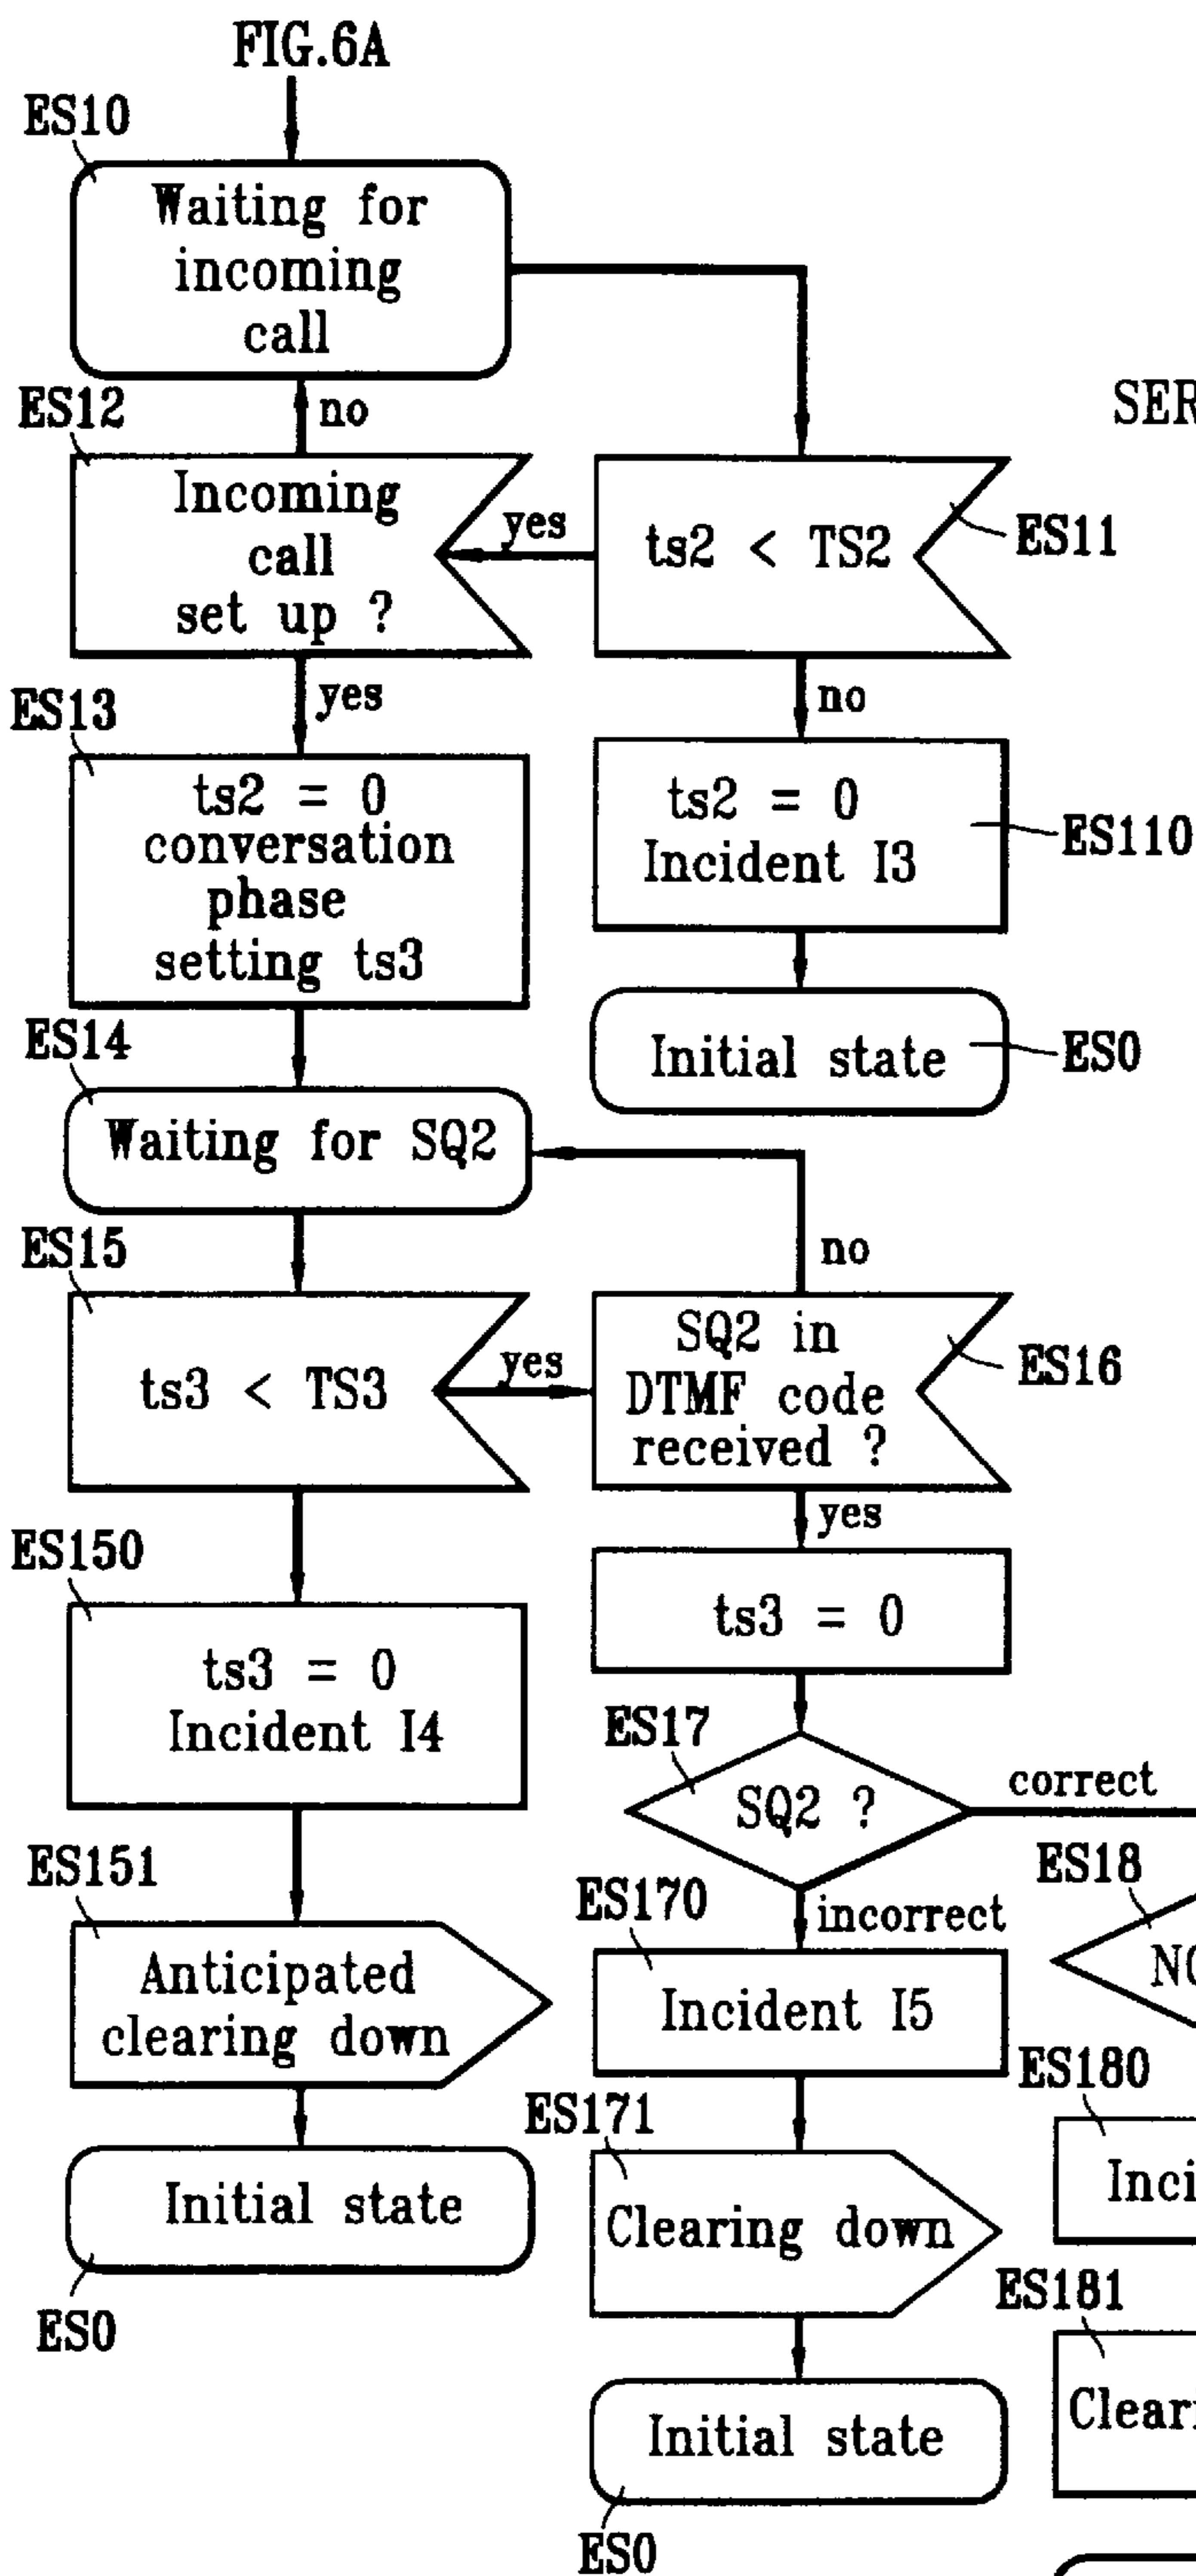 FIG.6A
ES10
Waiting for
incoming
call
ES12
no
SER
Incoming
call
set up ?
yes
ts2 < TS2
ES11
yes
no
ES13
ts2 = 0
conversation
phase
setting ts3
ts2 = 0
Incident I3
ES110
ES14
Waiting for SQ2
Initial state
ES0
ES15
no
ts3 < TS3
yes
SQ2 in
DTMF code
received ?
ES16
yes
ES150
ts3 = 0
Incident I4
ts3 = 0
ES17
SQ2 ?
correct
ES151
Anticipated
clearing down
ES170
incorrect
Incident I5
ES18
NO
ES180
Inci
ES171
Clearing down
Initial state
ES0
ES181
Cleari
Initial state
ES0